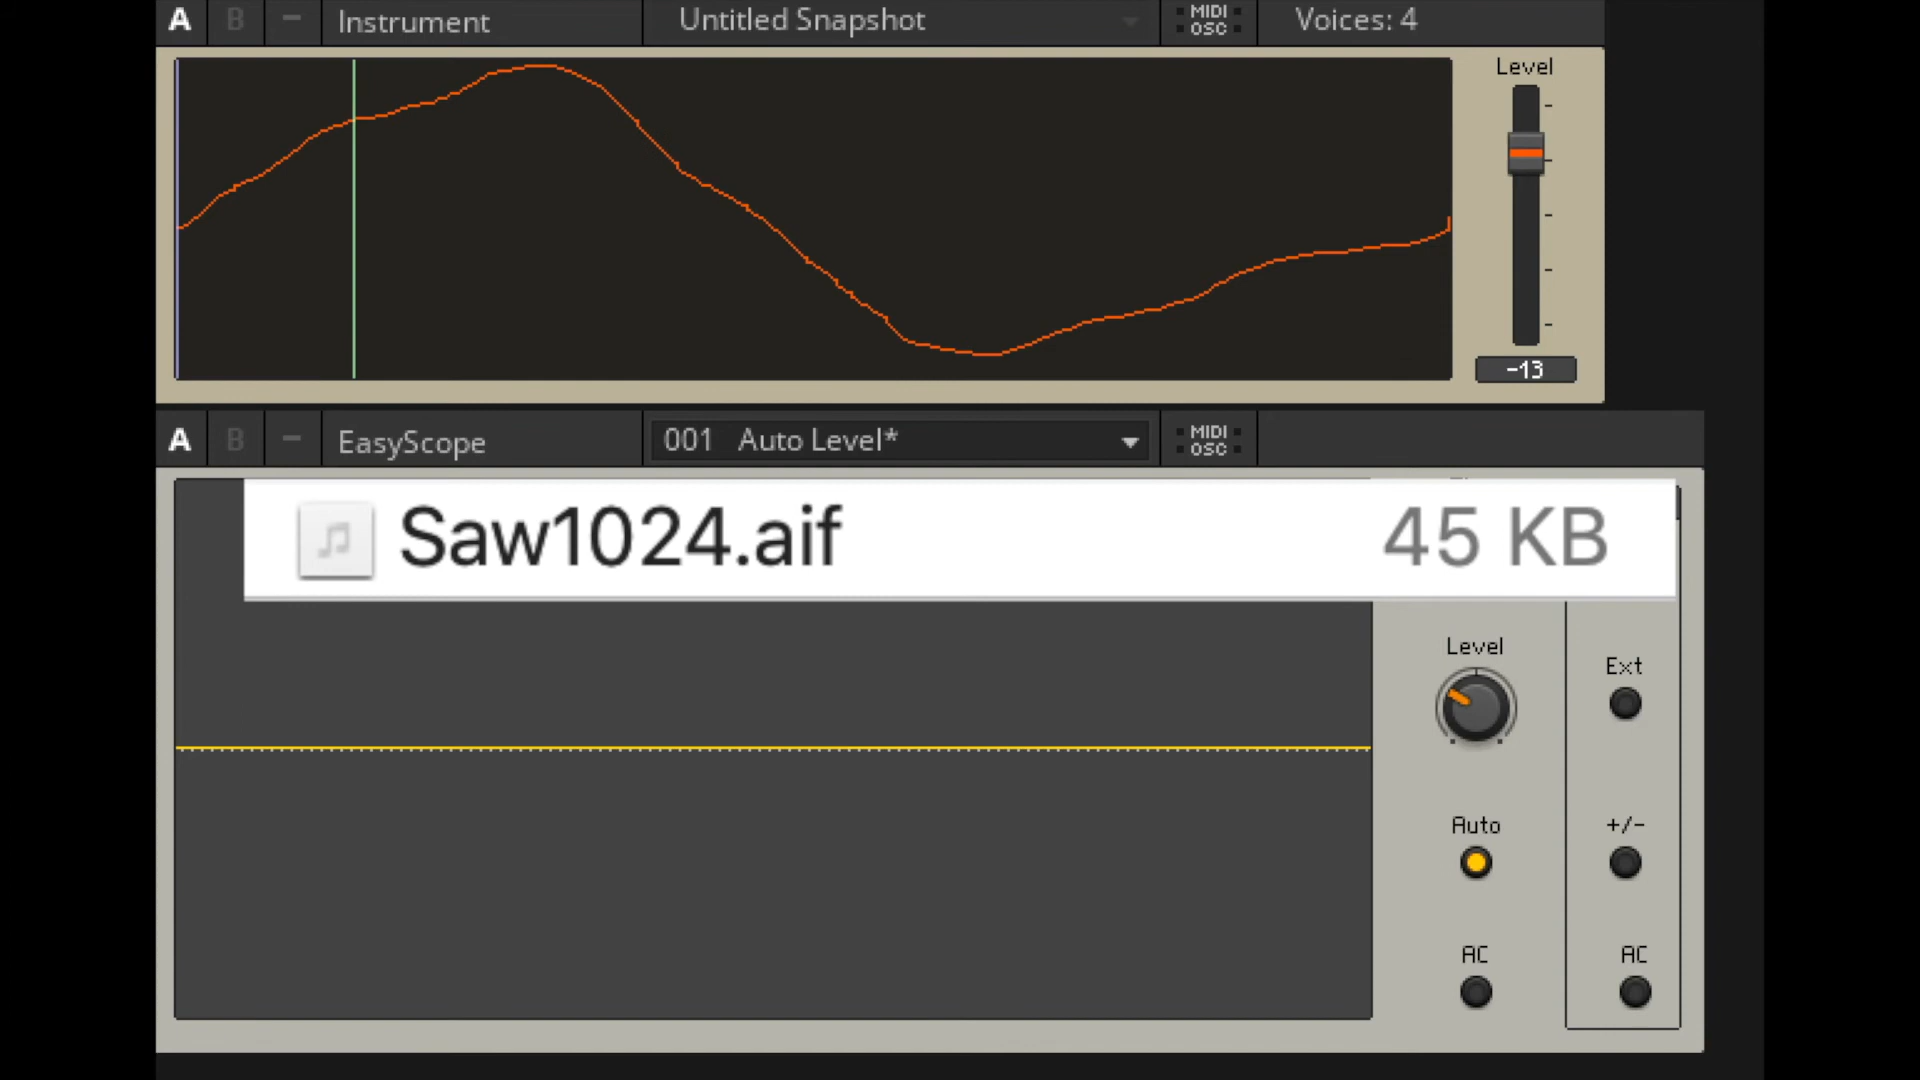 A B Instrument Untitled Snapshot MIDI OSC Voices: 4
Level
-13
A B EasyScope 001 Auto Level* MIDI OSC
Saw1024.aif 45 KB
Level
Ext
Auto
+/-
AC
AC